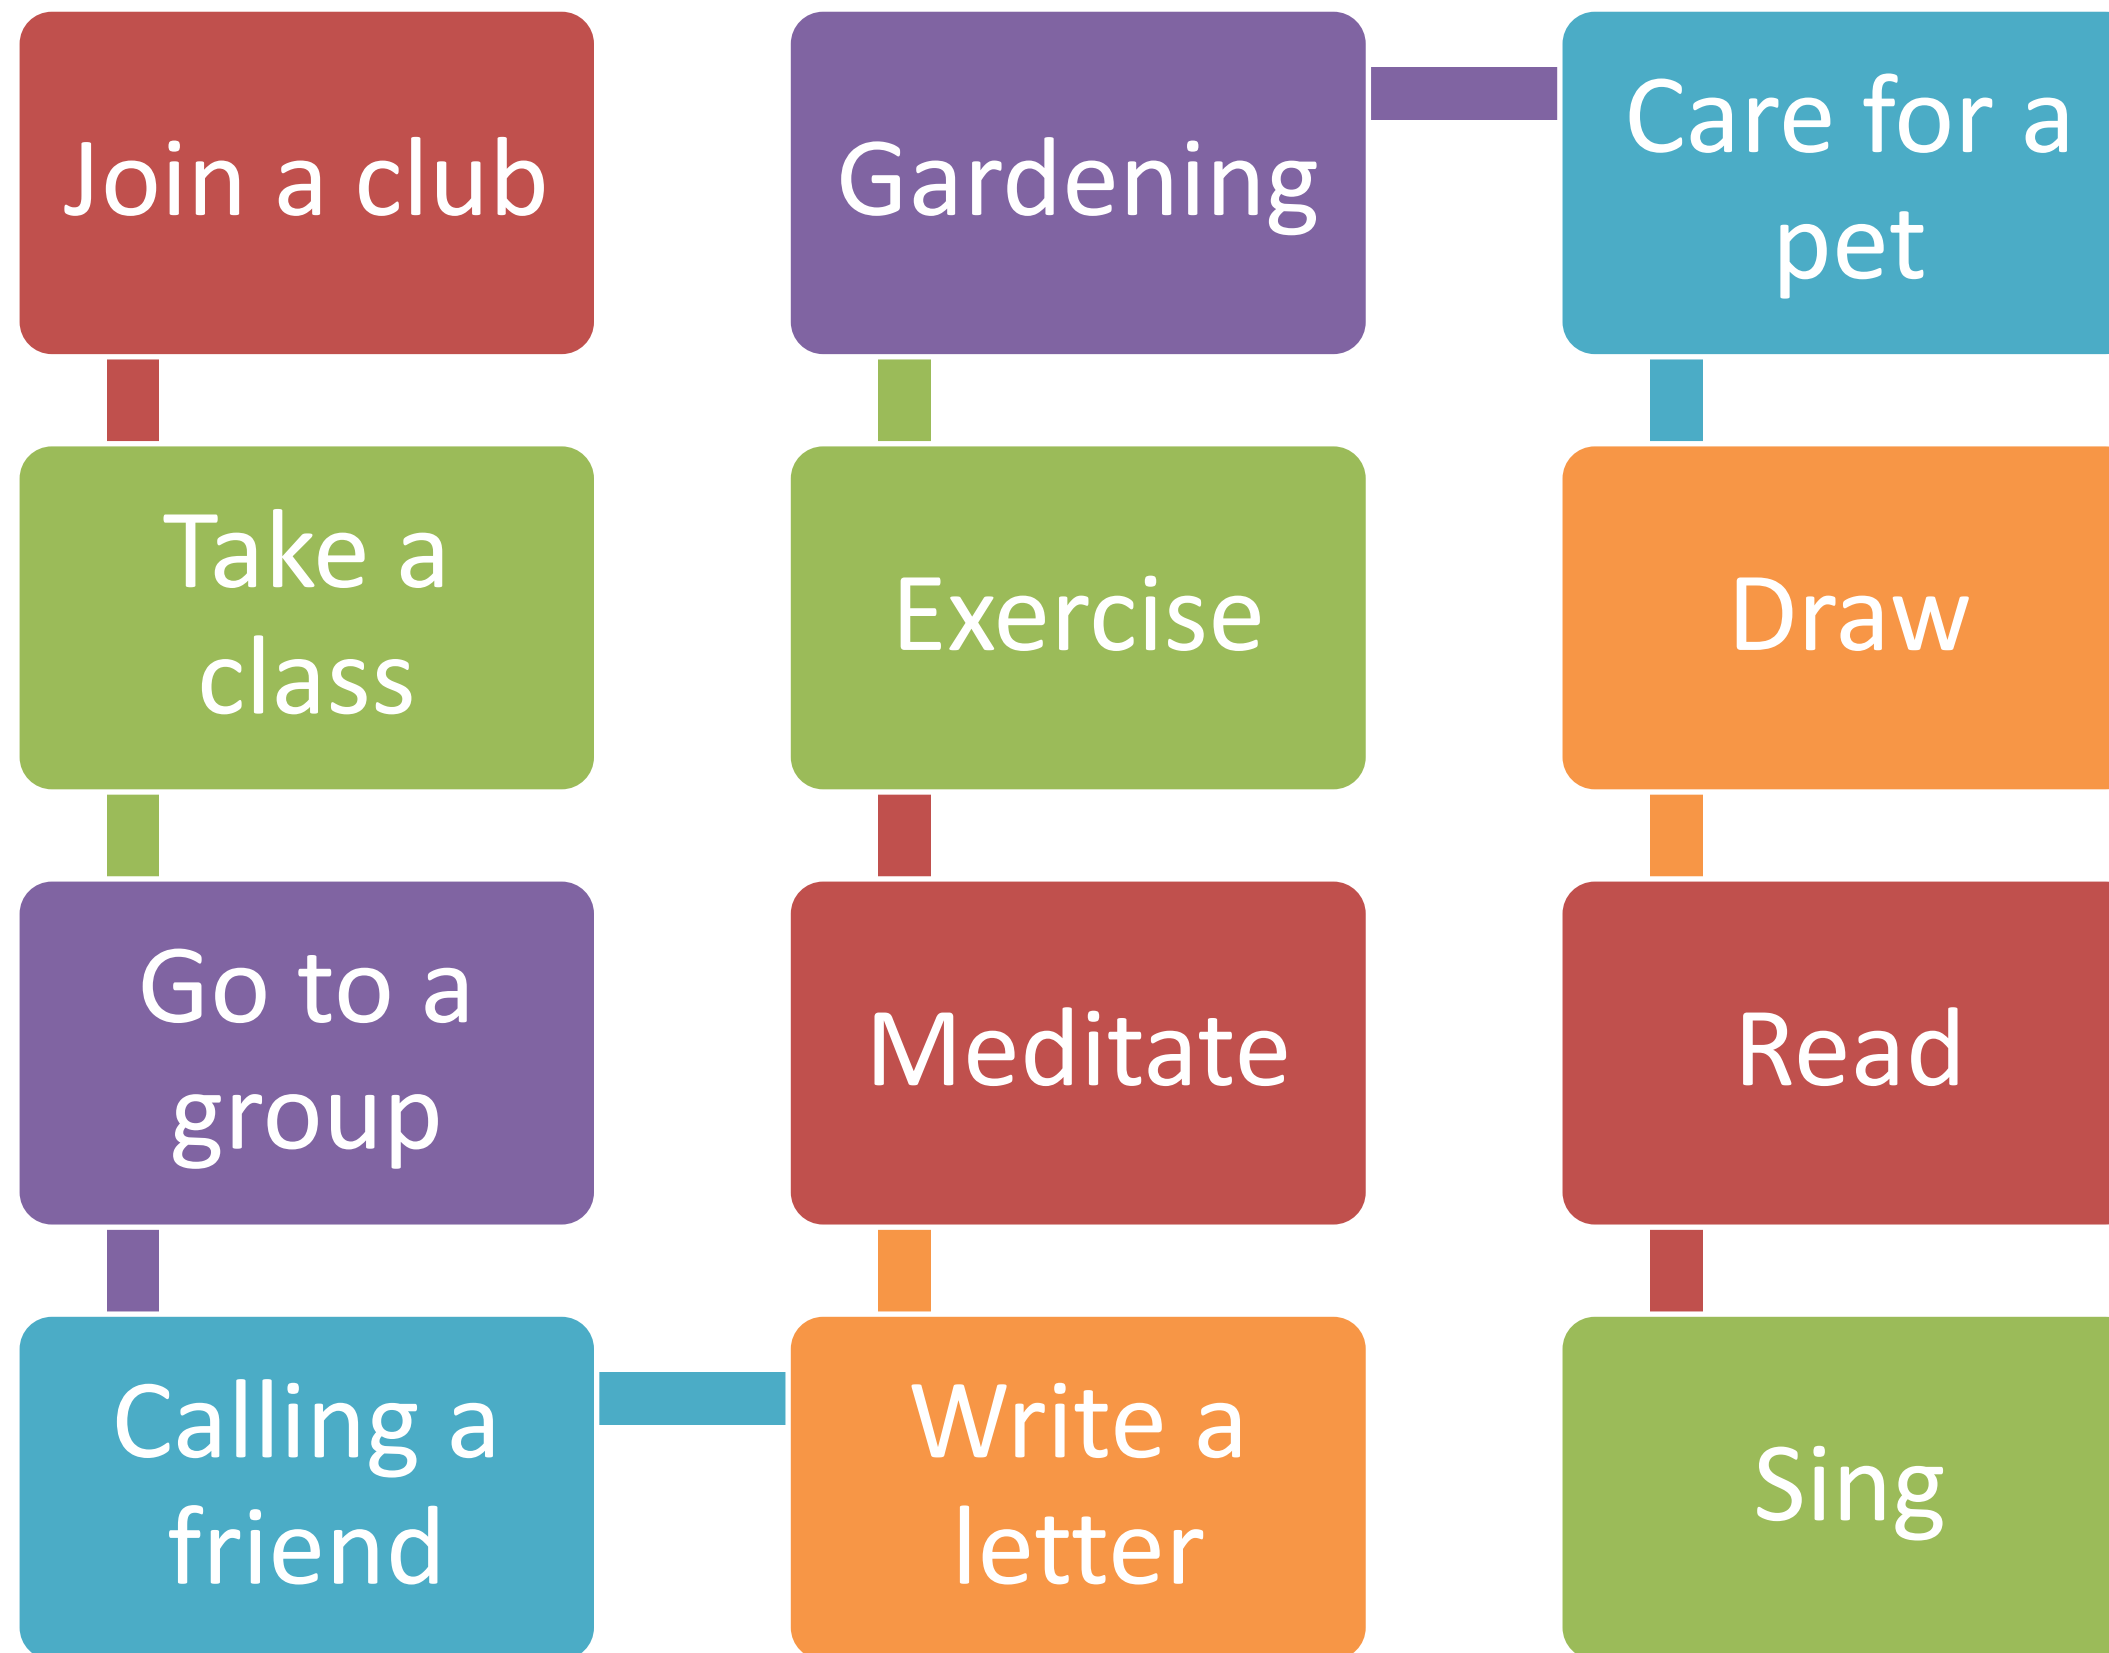 Join a club
Take a
class
Go to a
group
Calling a
friend
Write a
letter
Meditate
Exercise
Gardening
Care for a
pet
Draw
Read
Sing